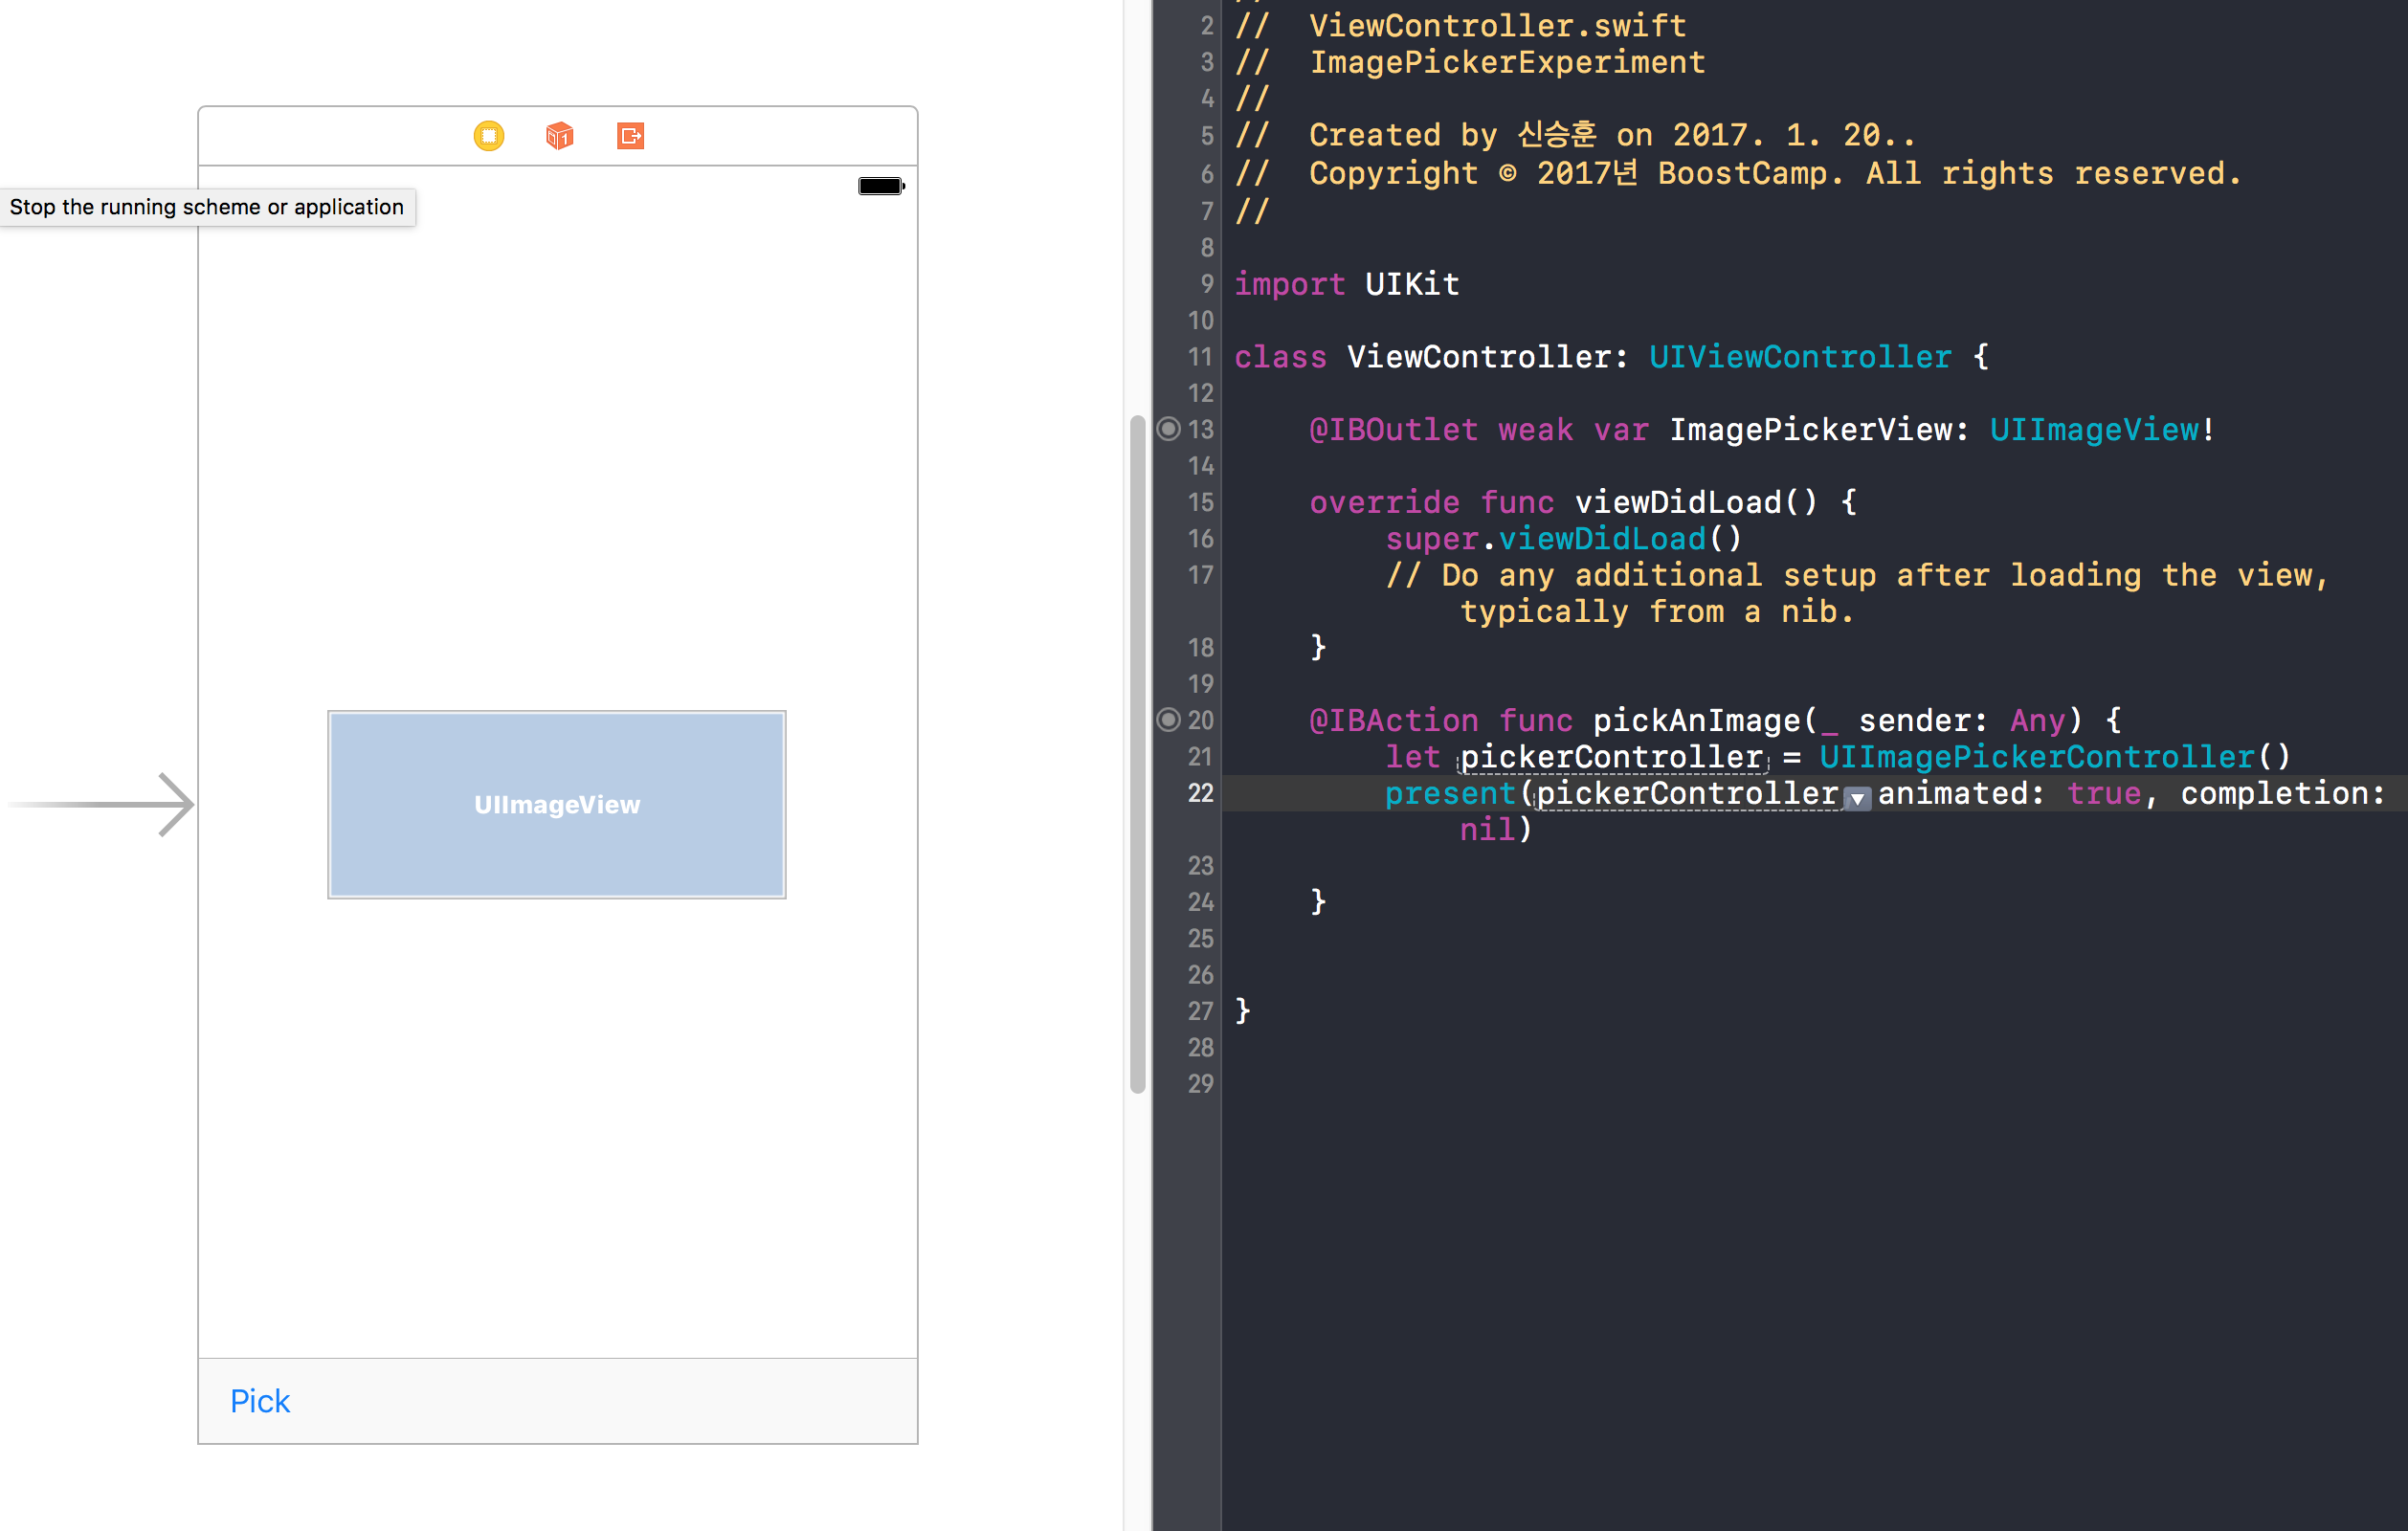 Stop the running scheme or application
UIImageView
Pick
//
2 //  ViewController.swift
3 //  ImagePickerExperiment
4 //
5 //  Created by 신승훈 on 2017. 1. 20..
6 //  Copyright © 2017년 BoostCamp. All rights reserved.
7 //
8
9 import UIKit
10
11 class ViewController: UIViewController {
12
13     @IBOutlet weak var ImagePickerView: UIImageView!
14
15     override func viewDidLoad() {
16         super.viewDidLoad()
17         // Do any additional setup after loading the view,
typically from a nib.
18     }
19
20     @IBAction func pickAnImage(_ sender: Any) {
21         let pickerController = UIImagePickerController()
22         present(pickerController animated: true, completion:
nil)
23
24     }
25
26
27 }
28
29